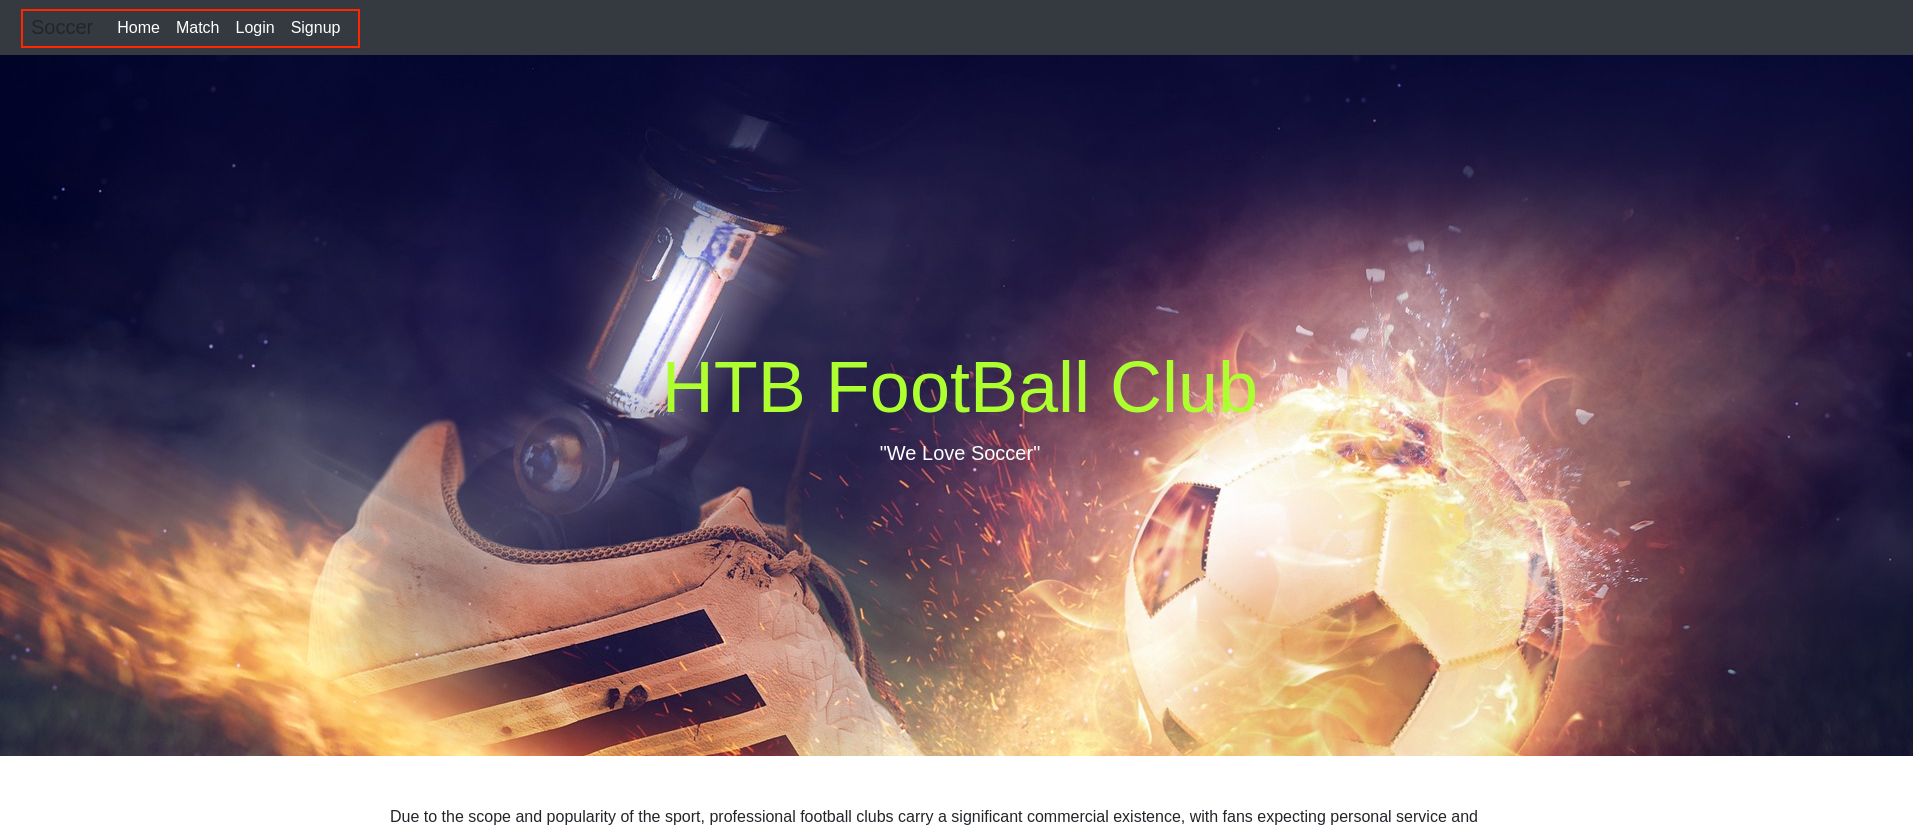 Soccer Home Match Login Signup
HTB FootBall Club
"We Love Soccer"
Due to the scope and popularity of the sport, professional football clubs carry a significant commercial existence, with fans expecting personal service and